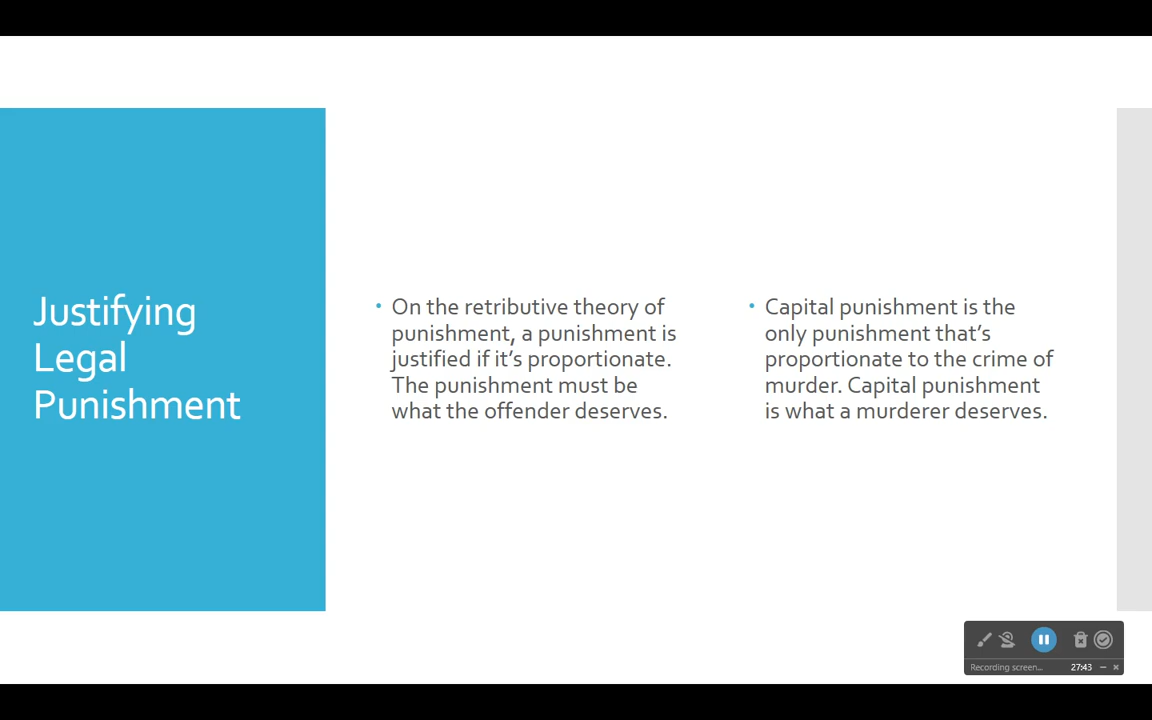 Justifying
Legal
Punishment
• On the retributive theory of
punishment, a punishment is
justified if it's proportionate.
The punishment must be
what the offender deserves.
• Capital punishment is the
only punishment that's
proportionate to the crime of
murder. Capital punishment
is what a murderer deserves.
Recording screen... 27:43